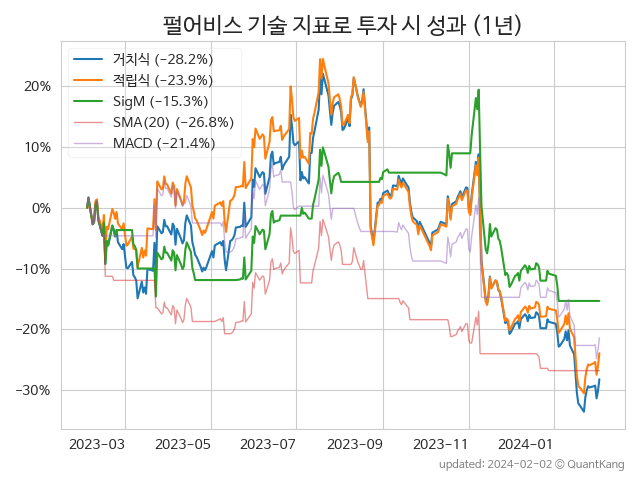 펄어비스 기술 지표로 투자 시 성과 (1년)
거치식 (−28.2%)
적립식 (−23.9%)
SigM (−15.3%)
SMA(20) (−26.8%)
MACD (−21.4%)
20%
10%
0%
−10%
−20%
−30%
2023−03 2023−05 2023−07 2023−09 2023−11 2024−01
updated: 2024-02-02 © QuantKang